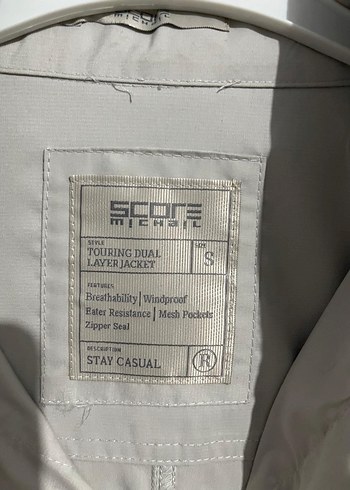 SCORE
MICHAIL
STYLE
TOURING DUAL
LAYER JACKET
SIZE
S
FEATURES
Breathability | Windproof
Eater Resistance | Mesh Pockets
Zipper Seal
DESCRIPTION
STAY CASUAL
R